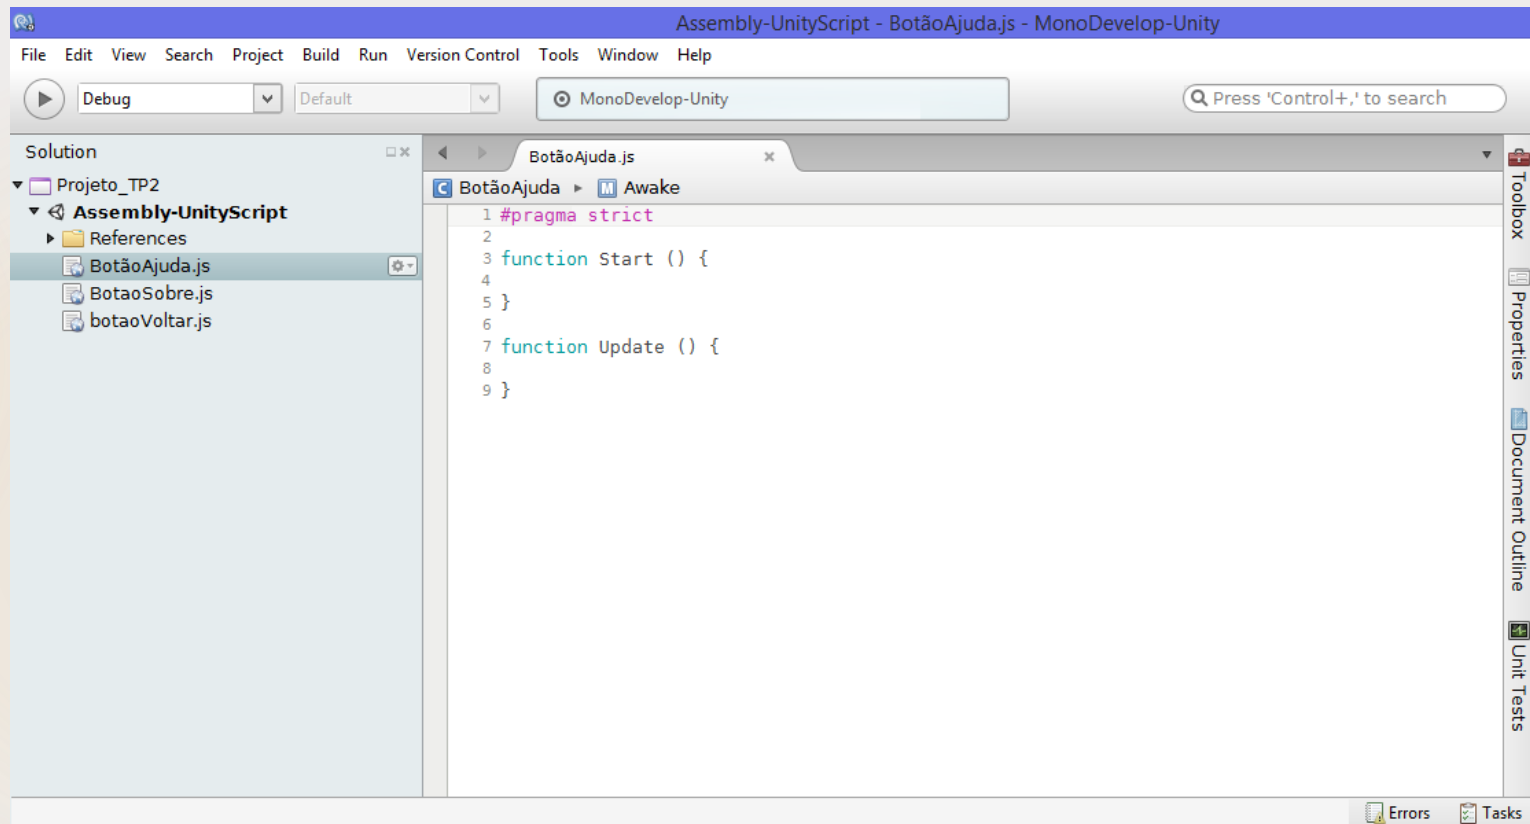 Assembly-UnityScript - BotãoAjuda.js - MonoDevelop-Unity
File Edit View Search Project Build Run Version Control Tools Window Help
Debug Default MonoDevelop-Unity Press 'Control+,' to search
Solution
Projeto_TP2
Assembly-UnityScript
References
BotãoAjuda.js
BotaoSobre.js
botaoVoltar.js
BotãoAjuda.js
BotãoAjuda Awake
1 #pragma strict
2
3 function Start () {
4
5 }
6
7 function Update () {
8
9 }
Toolbox
Properties
Document Outline
Unit Tests
Errors Tasks